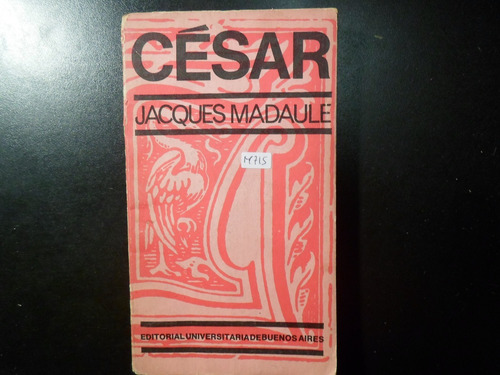 CÉSAR
JACQUES MADAULE
M715
EDITORIAL UNIVERSITARIA DE BUENOS AIRES